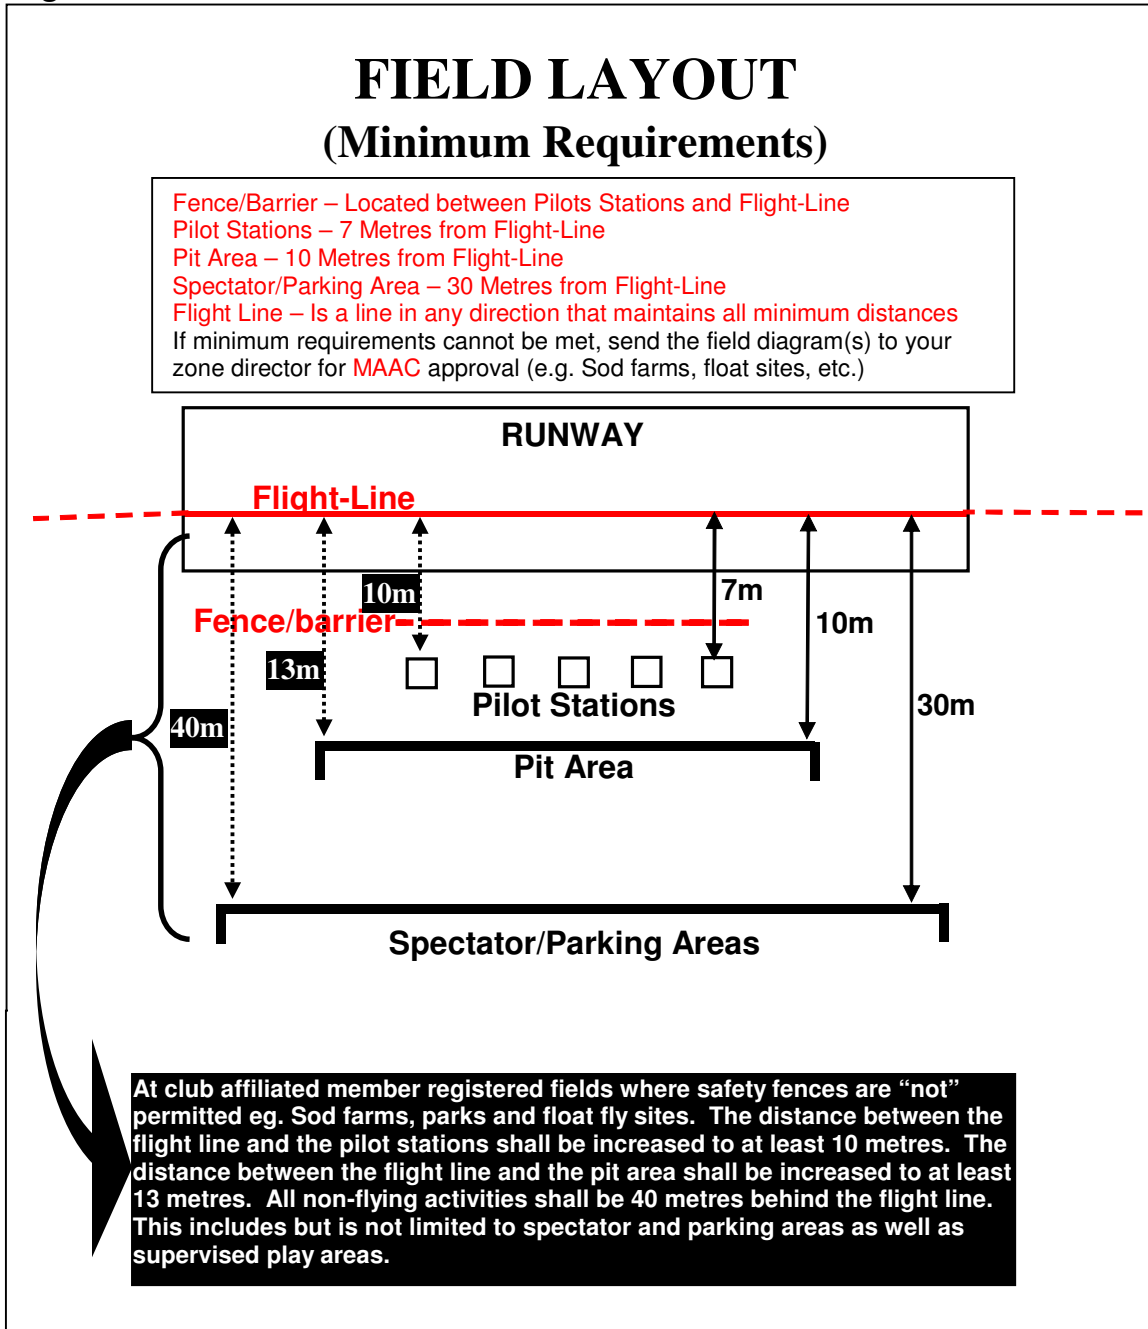 FIELD LAYOUT
(Minimum Requirements)
Fence/Barrier – Located between Pilots Stations and Flight-Line
Pilot Stations – 7 Metres from Flight-Line
Pit Area – 10 Metres from Flight-Line
Spectator/Parking Area – 30 Metres from Flight-Line
Flight Line – Is a line in any direction that maintains all minimum distances
If minimum requirements cannot be met, send the field diagram(s) to your
zone director for MAAC approval (e.g. Sod farms, float sites, etc.)
RUNWAY
Flight-Line
10m
7m
Fence/barrier
10m
13m
Pilot Stations
40m
30m
Pit Area
Spectator/Parking Areas
At club affiliated member registered fields where safety fences are “not”
permitted eg. Sod farms, parks and float fly sites. The distance between the
flight line and the pilot stations shall be increased to at least 10 metres. The
distance between the flight line and the pit area shall be increased to at least
13 metres. All non-flying activities shall be 40 metres behind the flight line.
This includes but is not limited to spectator and parking areas as well as
supervised play areas.